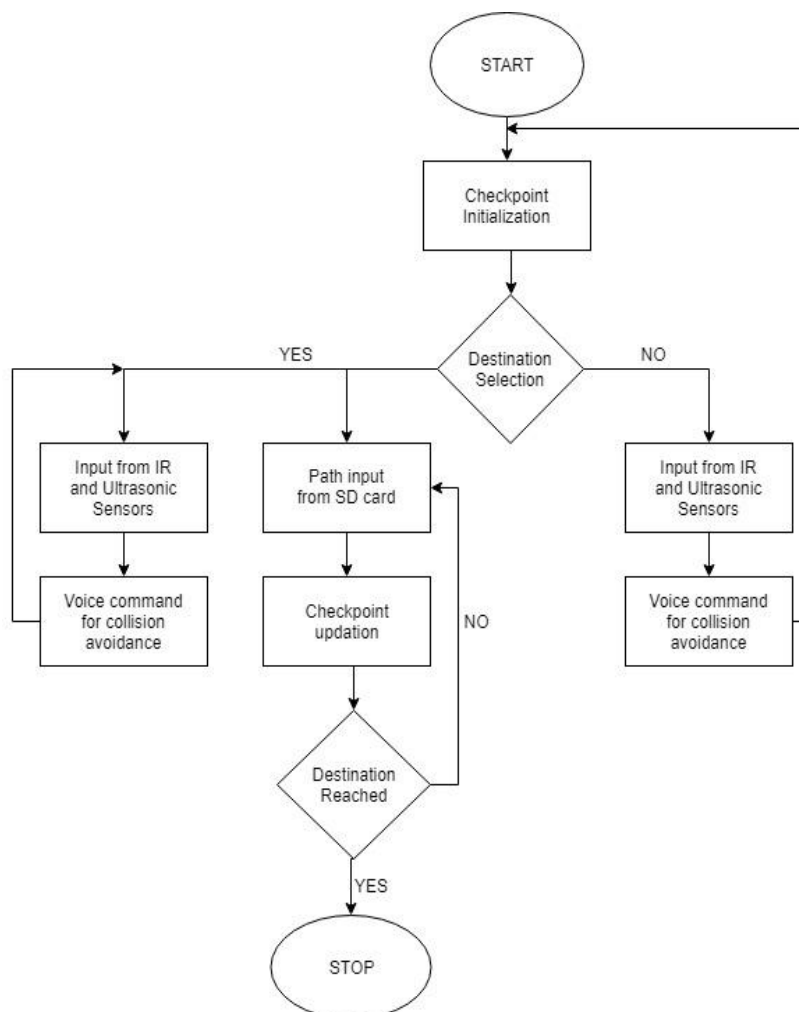 START
Checkpoint
Initialization
Destination
Selection
YES
NO
Input from IR
and Ultrasonic
Sensors
Path input
from SD card
Input from IR
and Ultrasonic
Sensors
Voice command
for collision
avoidance
Checkpoint
updation
NO
Voice command
for collision
avoidance
Destination
Reached
YES
STOP